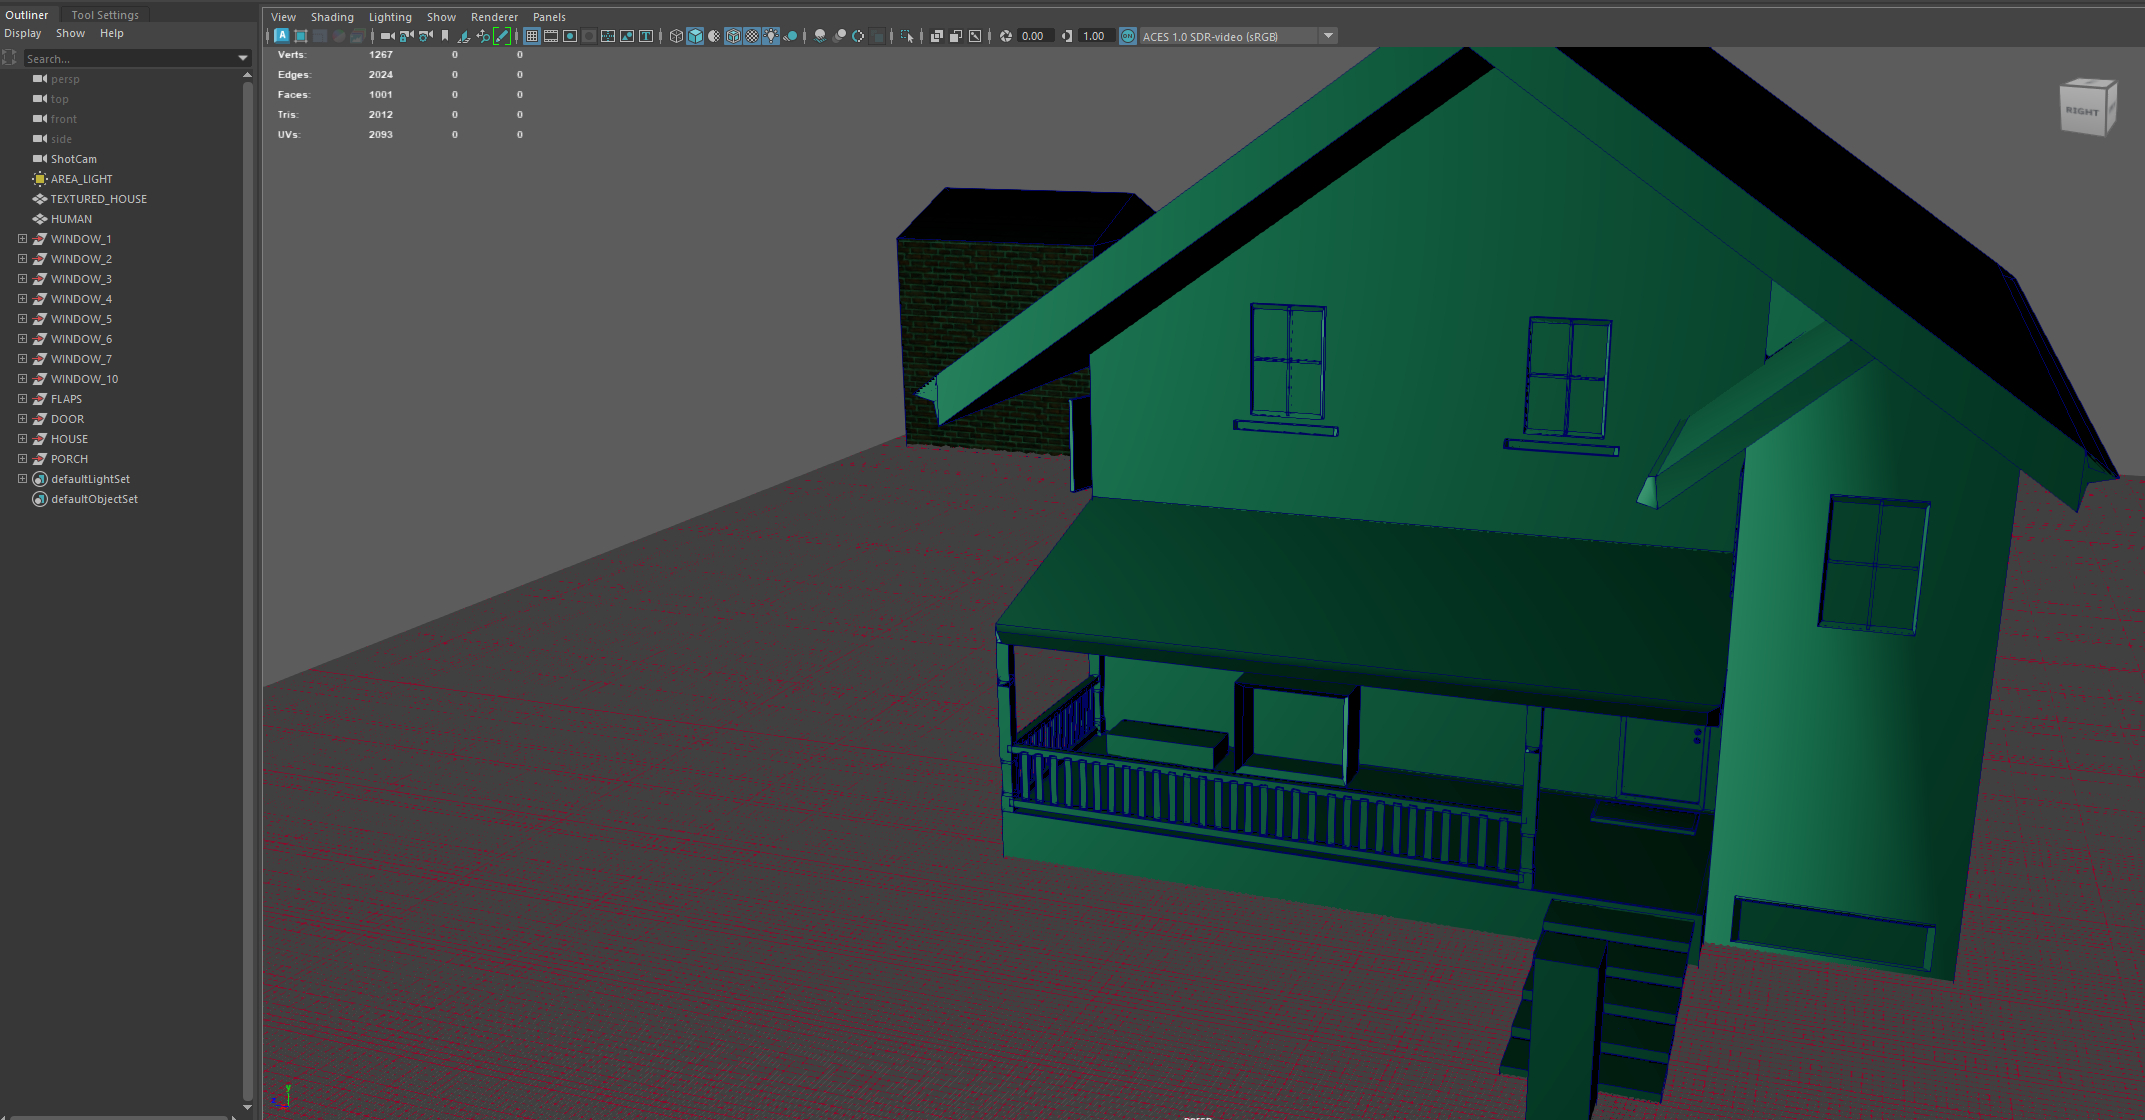 Outliner
Tool Settings
Display Show Help
Search...
persp
top
front
side
ShotCam
AREA_LIGHT
TEXTURED_HOUSE
HUMAN
WINDOW_1
WINDOW_2
WINDOW_3
WINDOW_4
WINDOW_5
WINDOW_6
WINDOW_7
WINDOW_10
FLAPS
DOOR
HOUSE
PORCH
defaultLightSet
defaultObjectSet
View Shading Lighting Show Renderer Panels
0.00 1.00 ON ACES 1.0 SDR-video (sRGB)
Verts: 1267 0 0
Edges: 2024 0 0
Faces: 1001 0 0
Tris: 2012 0 0
UVs: 2093 0 0
RIGHT
y
z